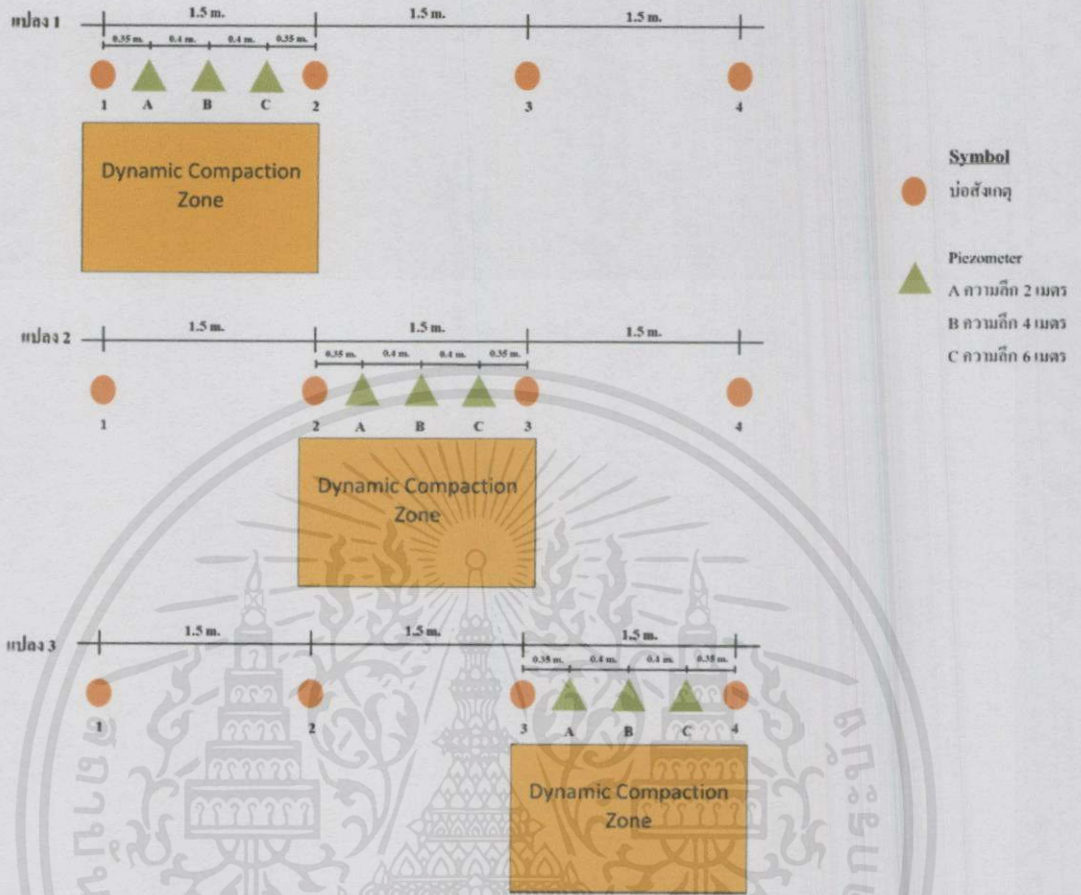 แปลง 1
1.5 m. 1.5 m. 1.5 m.
0.35 m. 0.4 m. 0.4 m. 0.35 m.
1 A B C 2 3 4
Dynamic Compaction
Zone
Symbol
บ่อสังเกตุ
Piezometer
A ความลึก 2 เมตร
B ความลึก 4 เมตร
C ความลึก 6 เมตร
แปลง 2
1.5 m. 1.5 m. 1.5 m.
0.35 m. 0.4 m. 0.4 m. 0.35 m.
1 2 A B C 3 4
Dynamic Compaction
Zone
แปลง 3
1.5 m. 1.5 m. 1.5 m.
0.35 m. 0.4 m. 0.4 m. 0.35 m.
1 2 3 A B C 4
Dynamic Compaction
Zone